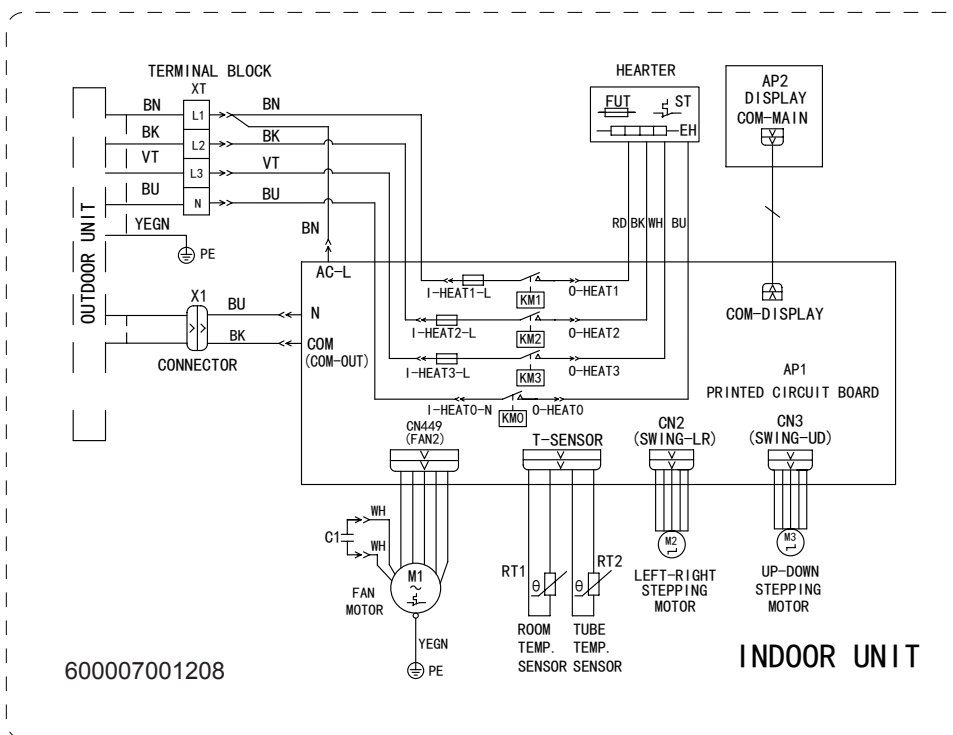 TERMINAL BLOCK
XT
BN
L1
BN
BK
L2
BK
VT
L3
VT
BU
N
BU
YEGN
PE
OUTDOOR UNIT
BN
AC-L
X1
BU
N
BK
COM
(COM-OUT)
CONNECTOR
HEARTER
FUT
ST
EH
RD
BK
WH
BU
AP2
DISPLAY
COM-MAIN
COM-DISPLAY
I-HEAT1-L
KM1
O-HEAT1
I-HEAT2-L
KM2
O-HEAT2
I-HEAT3-L
KM3
O-HEAT3
I-HEAT0-N
KM0
O-HEAT0
AP1
PRINTED CIRCUIT BOARD
CN449
(FAN2)
T-SENSOR
CN2
(SWING-LR)
CN3
(SWING-UD)
WH
C1
WH
M1
~
FAN
MOTOR
YEGN
PE
RT1
θ
θ
RT2
ROOM
TEMP.
SENSOR
TUBE
TEMP.
SENSOR
M2
LEFT-RIGHT
STEPPING
MOTOR
M3
UP-DOWN
STEPPING
MOTOR
600007001208
INDOOR UNIT